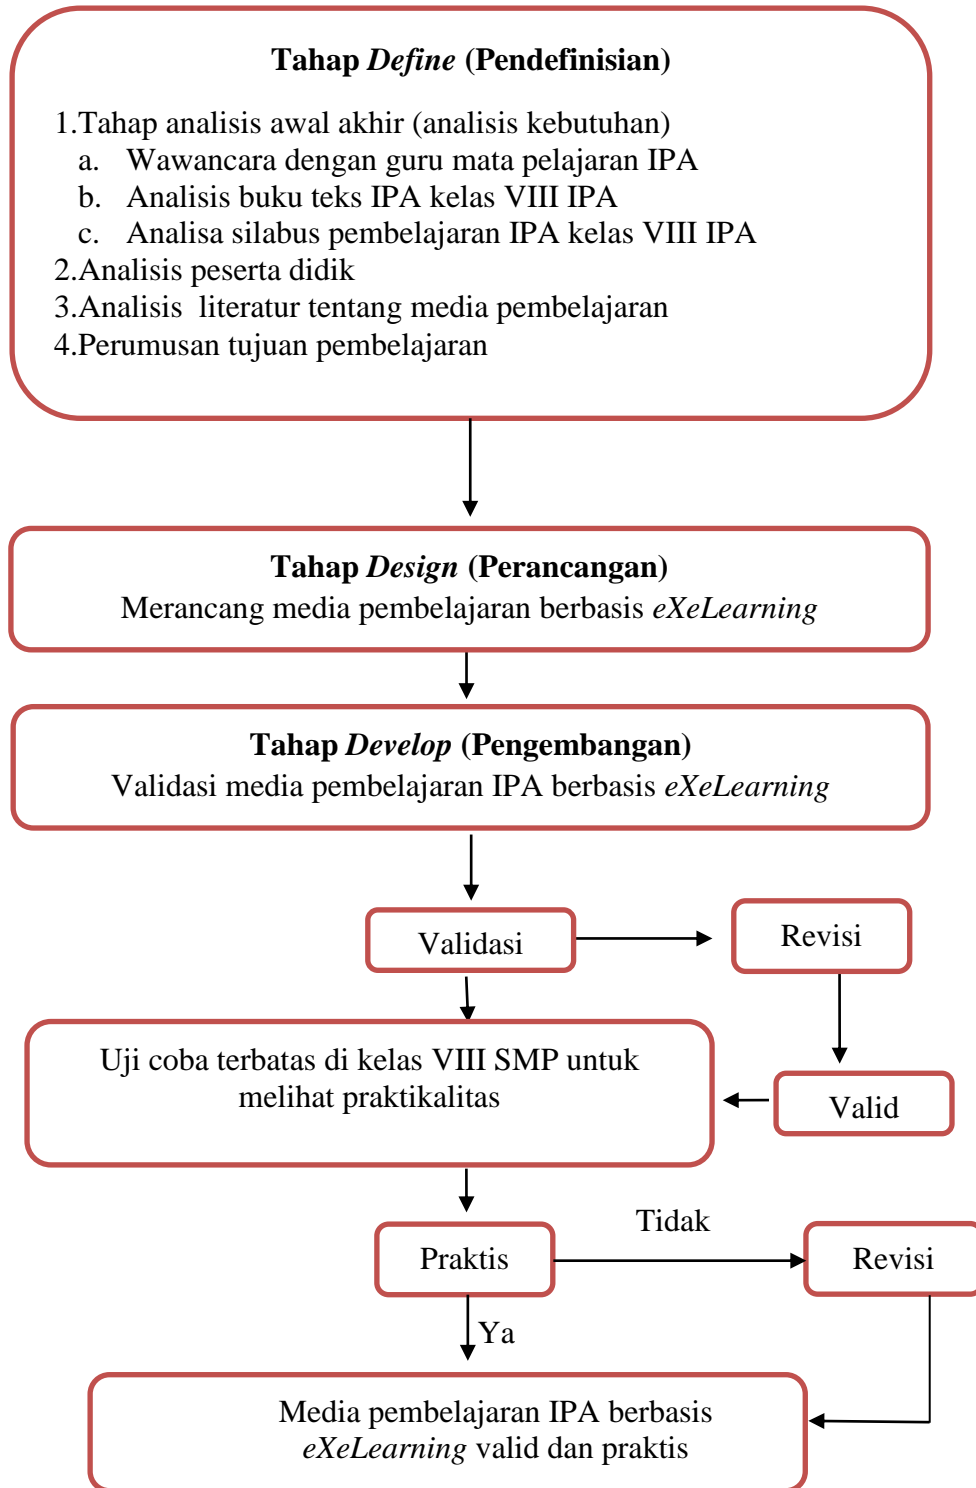 Tahap Define (Pendefinisian)
1.Tahap analisis awal akhir (analisis kebutuhan)
a. Wawancara dengan guru mata pelajaran IPA
b. Analisis buku teks IPA kelas VIII IPA
c. Analisa silabus pembelajaran IPA kelas VIII IPA
2.Analisis peserta didik
3.Analisis literatur tentang media pembelajaran
4.Perumusan tujuan pembelajaran
Tahap Design (Perancangan)
Merancang media pembelajaran berbasis eXeLearning
Tahap Develop (Pengembangan)
Validasi media pembelajaran IPA berbasis eXeLearning
Validasi
Revisi
Uji coba terbatas di kelas VIII SMP untuk
melihat praktikalitas
Valid
Tidak
Praktis
Revisi
Ya
Media pembelajaran IPA berbasis
eXeLearning valid dan praktis